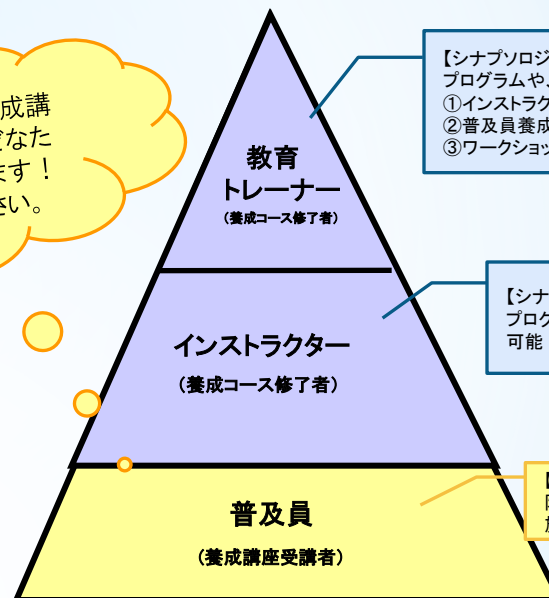 成講
どなた
ます！
さい。
教育
トレーナー
（養成コース修了者）
インストラクター
（養成コース修了者）
普及員
（養成講座受講者）
【シナプソロジ
プログラムや、
①インストラク
②普及員養成
③ワークショッ
【シナ
プログ
可能